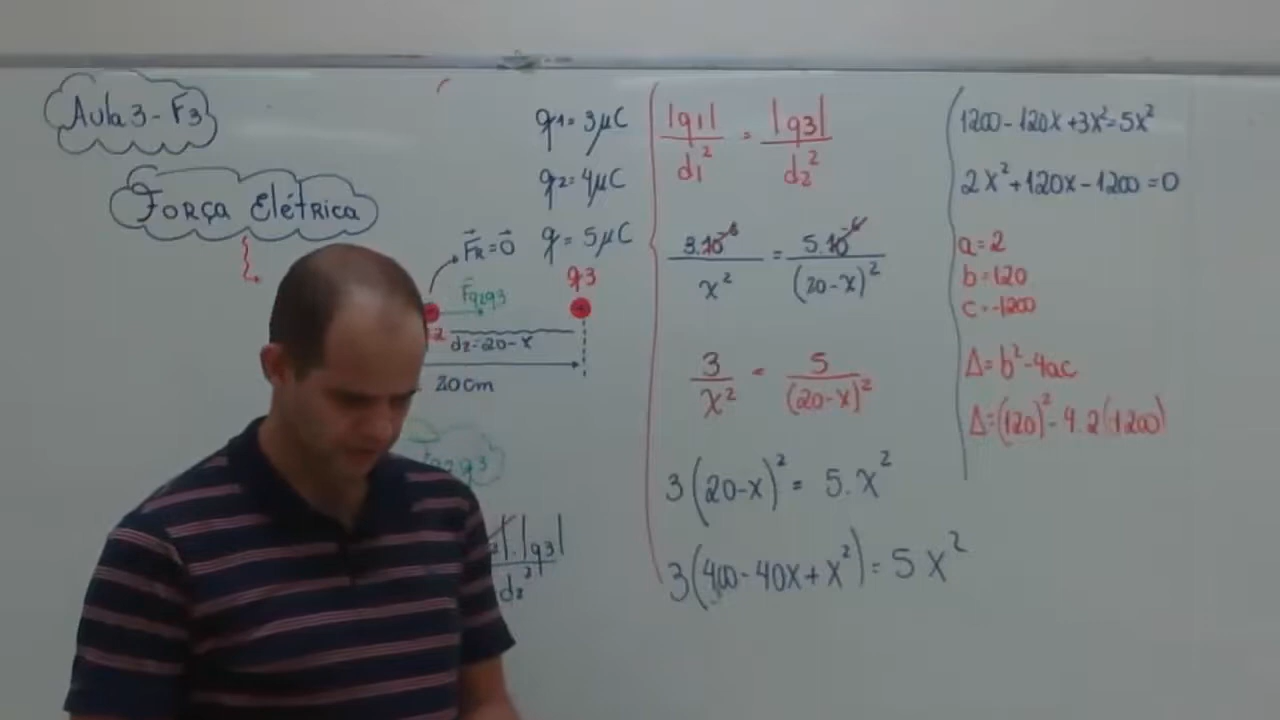 Aula 3 - F3
Força Elétrica
q1 = 3μC
q2 = 4μC
q = 5μC
F⃗R = 0⃗
q3
F⃗q2q3
d2 = 20 - x
20cm
|q3|
d2²
|q1| / d1² = |q3| / d2²
3.10⁻⁶ / x² = 5.10⁻⁶ / (20-x)²
3 / x² = 5 / (20-x)²
3(20-x)² = 5.x²
3(400 - 40x + x²) = 5x²
1200 - 120x + 3x² = 5x²
2x² + 120x - 1200 = 0
a = 2
b = 120
c = -1200
Δ = b² - 4ac
Δ = (120)² - 4.2(-1200)